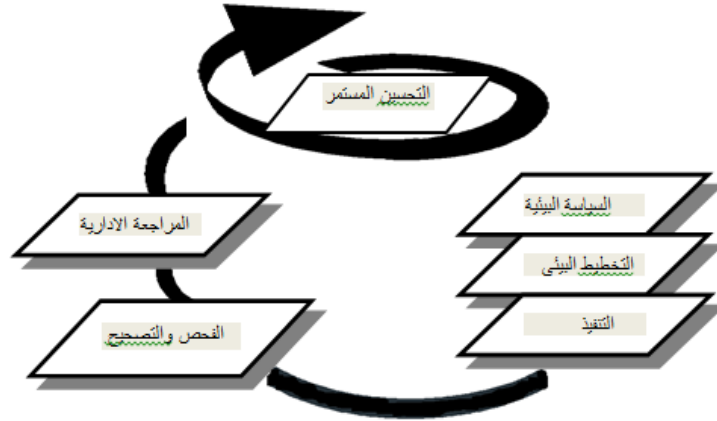 التحسين المستمر
السياسة البيئية
التخطيط البيئى
التنفيذ
المراجعة الادارية
الفحص والتصحيح